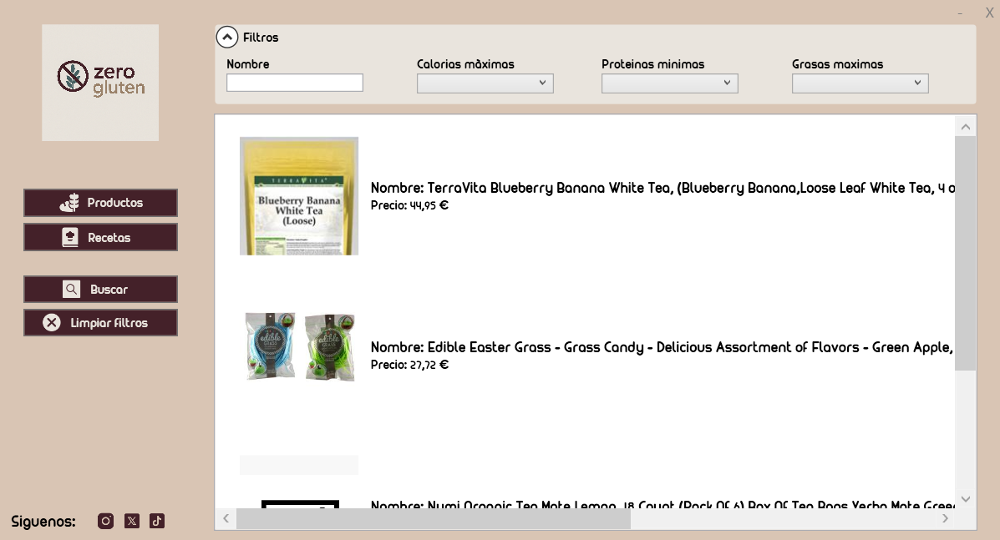 - X
zero
gluten
Filtros
Nombre Calorias màximas Proteinas minimas Grasas maximas
Productos
Recetas
Buscar
Limpiar filtros
TERRAVITA
Blueberry Banana
White Tea
(Loose)
Nombre: TerraVita Blueberry Banana White Tea, (Blueberry Banana,Loose Leaf White Tea, 4 o
Precio: 44,95 €
edible
GRASS
edible
GRASS
Nombre: Edible Easter Grass - Grass Candy - Delicious Assortment of Flavors - Green Apple,
Precio: 27,72 €
Nombre: Numi Organic Tea Mate Lemon, 18 Count (Pack Of 6) Box Of Tea Bags Yerba Mate Gree
Siguenos: